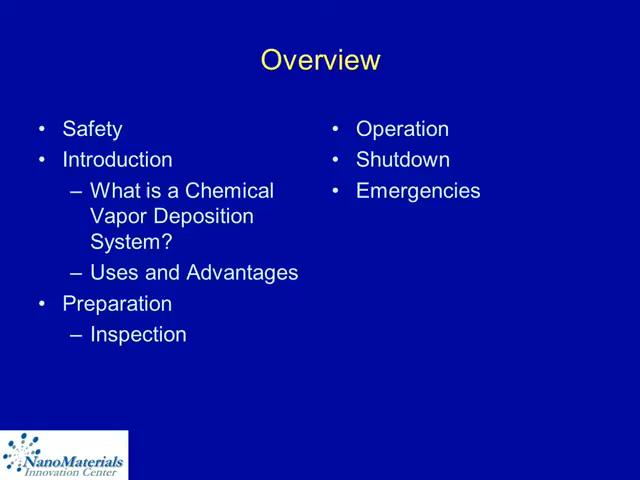 Overview
• Safety
• Introduction
– What is a Chemical
Vapor Deposition
System?
– Uses and Advantages
• Preparation
– Inspection
• Operation
• Shutdown
• Emergencies
NanoMaterials
Innovation Center